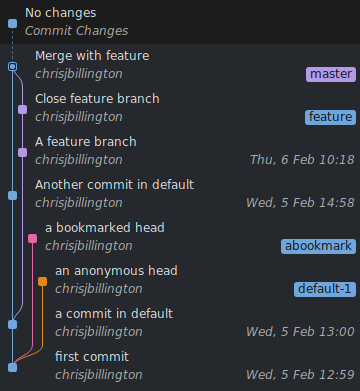 No changes
Commit Changes
Merge with feature
chrisjbillington master
Close feature branch
chrisjbillington feature
A feature branch
chrisjbillington Thu, 6 Feb 10:18
Another commit in default
chrisjbillington Wed, 5 Feb 14:58
a bookmarked head
chrisjbillington abookmark
an anonymous head
chrisjbillington default-1
a commit in default
chrisjbillington Wed, 5 Feb 13:00
first commit
chrisjbillington Wed, 5 Feb 12:59